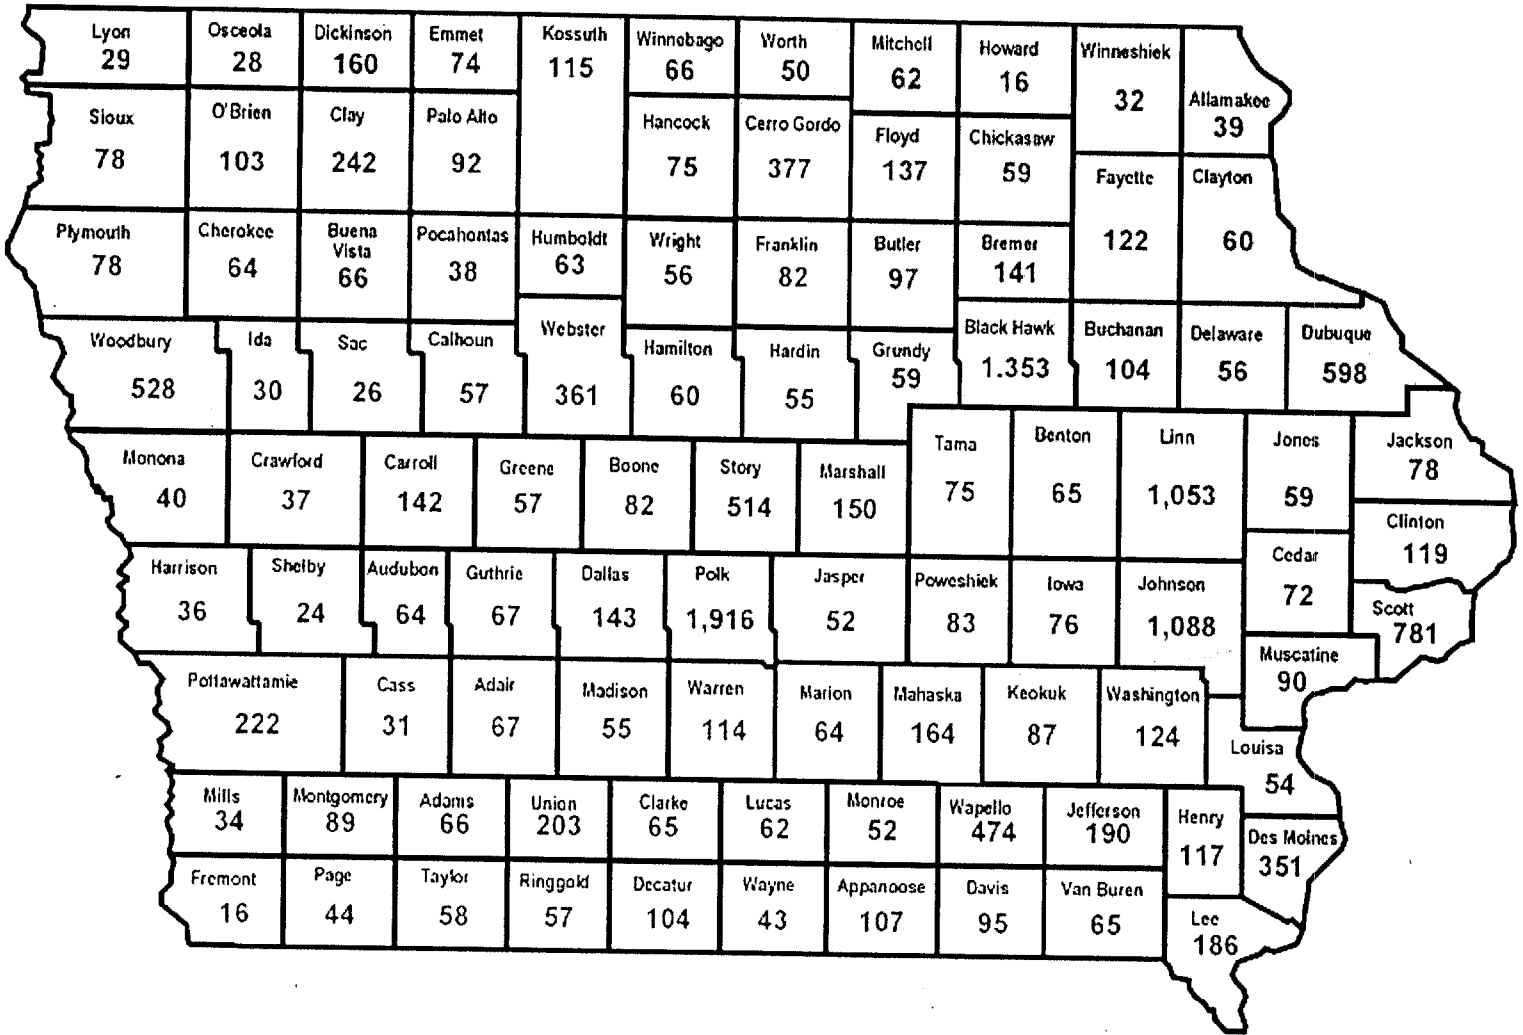 Lyon
29
Osceola
28
Dickinson
160
Emmet
74
Kossuth
115
Winnebago
66
Worth
50
Mitchell
62
Howard
16
Winneshiek
32
Allamakee
39
Sioux
78
O'Brien
103
Clay
242
Palo Alto
92
Hancock
75
Cerro Gordo
377
Floyd
137
Chickasaw
59
Fayette
122
Clayton
60
Plymouth
78
Cherokee
64
Buena
Vista
66
Pocahontas
38
Humboldt
63
Wright
56
Franklin
82
Butler
97
Bremer
141
Woodbury
528
Ida
30
Sac
26
Calhoun
57
Webster
361
Hamilton
60
Hardin
55
Grundy
59
Black Hawk
1.353
Buchanan
104
Delaware
56
Dubuque
598
Monona
40
Crawford
37
Carroll
142
Greene
57
Boone
82
Story
514
Marshall
150
Tama
75
Benton
65
Linn
1,053
Jones
59
Jackson
78
Clinton
119
Harrison
36
Shelby
24
Audubon
64
Guthrie
67
Dallas
143
Polk
1,916
Jasper
52
Poweshiek
83
Iowa
76
Johnson
1,088
Cedar
72
Scott
781
Muscatine
90
Pottawattamie
222
Cass
31
Adair
67
Madison
55
Warren
114
Marion
64
Mahaska
164
Keokuk
87
Washington
124
Louisa
54
Mills
34
Montgomery
89
Adams
66
Union
203
Clarke
65
Lucas
62
Monroe
52
Wapello
474
Jefferson
190
Henry
117
Des Moines
351
Fremont
16
Page
44
Taylor
58
Ringgold
57
Decatur
104
Wayne
43
Appanoose
107
Davis
95
Van Buren
65
Lee
186